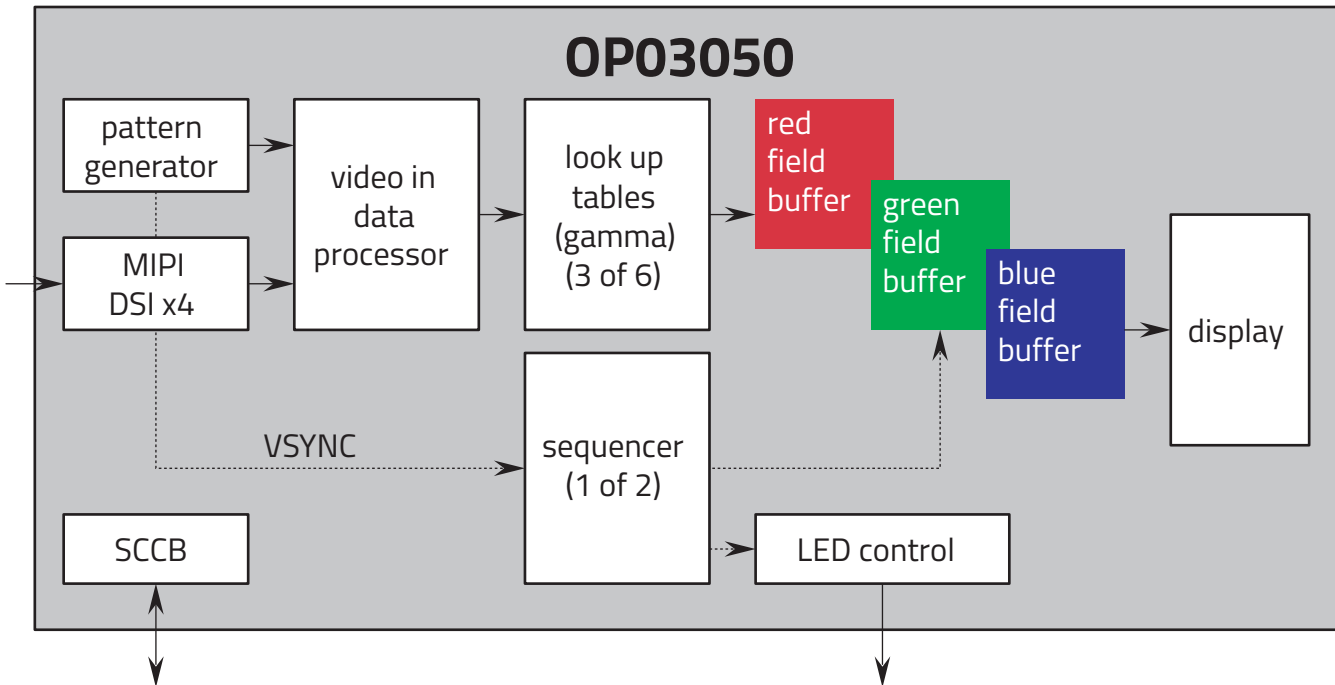 OP03050
pattern
generator
MIPI
DSI x4
video in
data
processor
look up
tables
(gamma)
(3 of 6)
red
field
buffer
green
field
buffer
blue
field
buffer
display
VSYNC
sequencer
(1 of 2)
SCCB
LED control